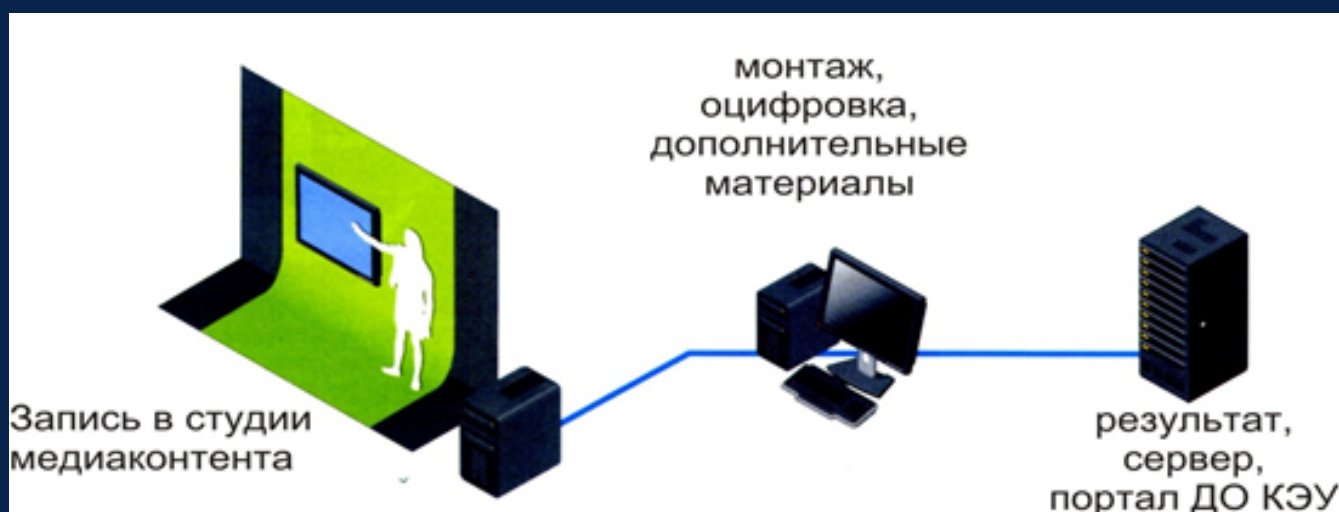 Запись в студии
медиаконтента
монтаж,
оцифровка,
дополнительные
материалы
результат,
сервер,
портал ДО КЭУ